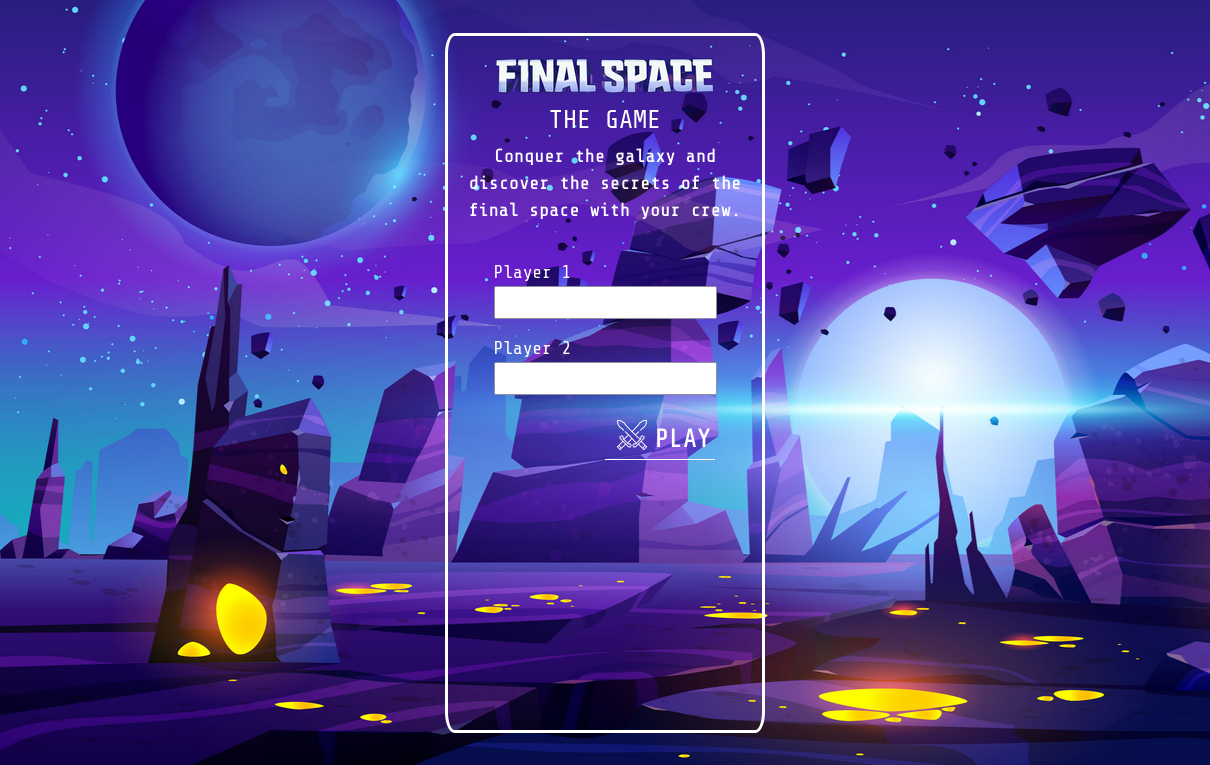 FINAL SPACE
THE GAME
Conquer the galaxy and
discover the secrets of the
final space with your crew.
Player 1
Player 2
PLAY